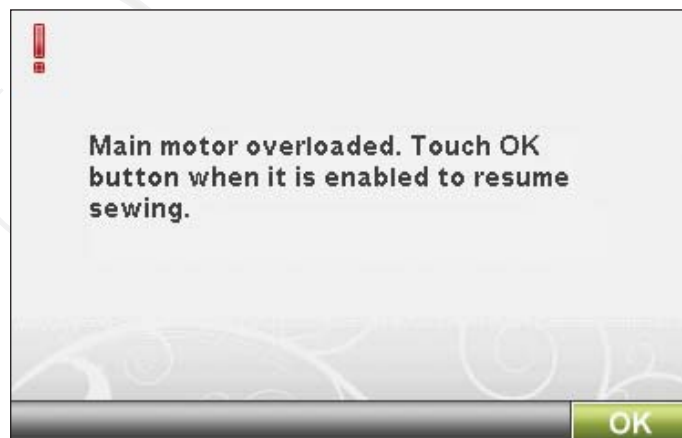 Main motor overloaded. Touch OK
button when it is enabled to resume
sewing.
OK